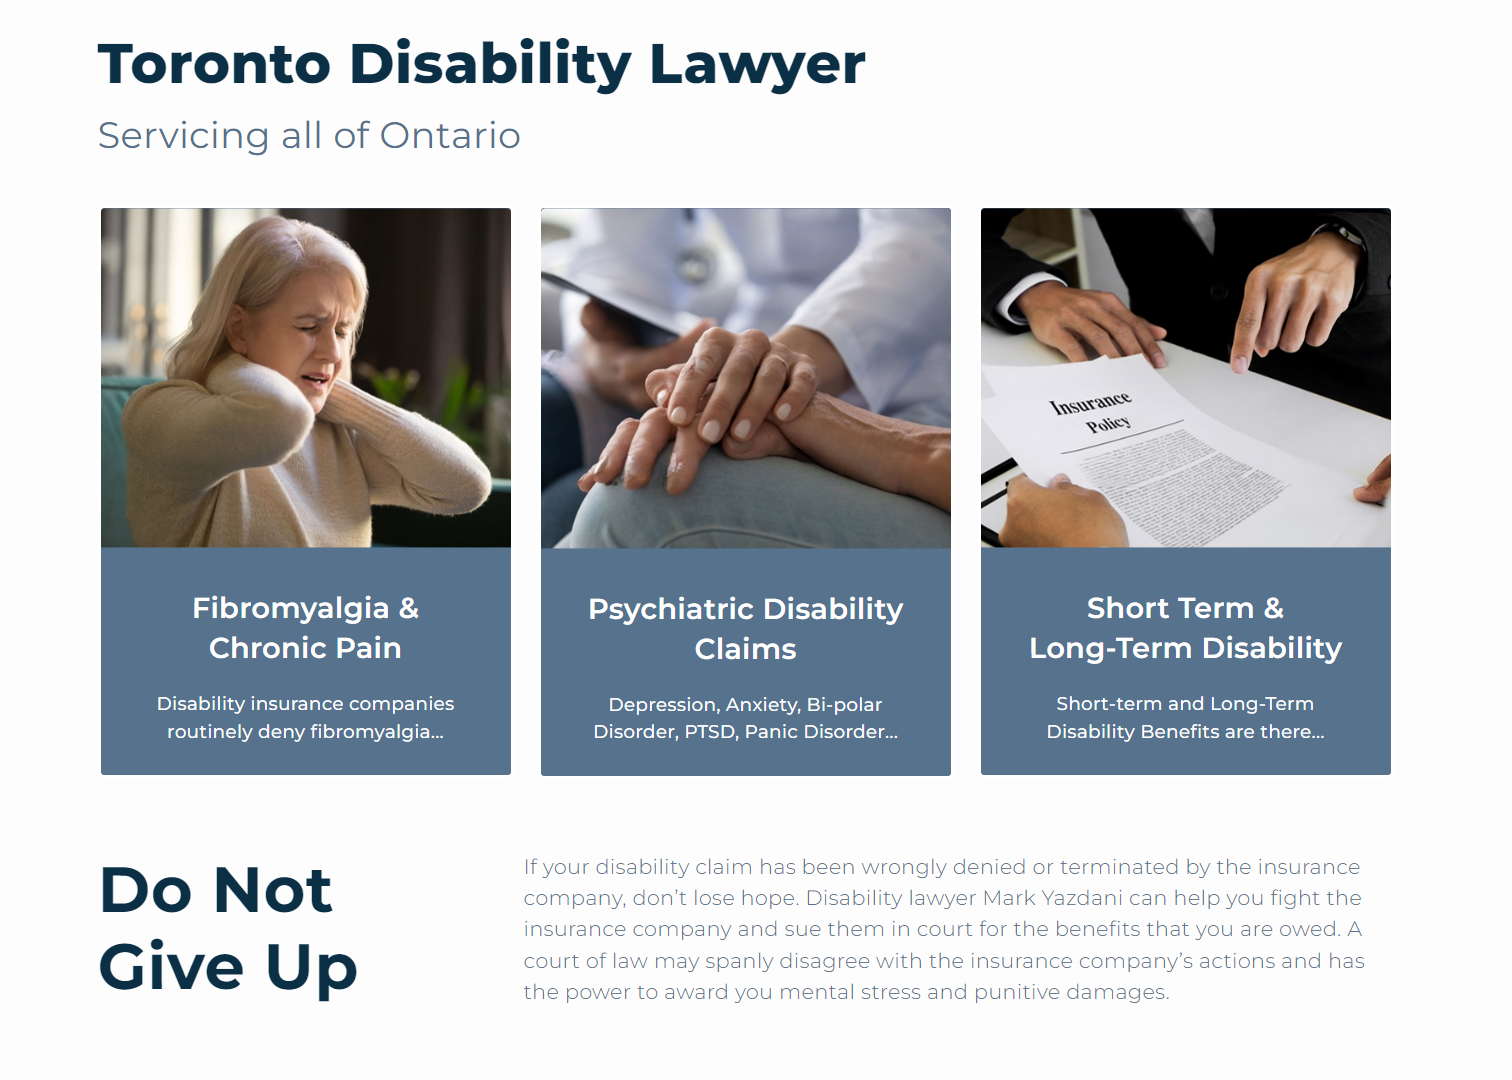 Toronto Disability Lawyer
Servicing all of Ontario
Insurance
Policy
Fibromyalgia &
Chronic Pain
Disability insurance companies
routinely deny fibromyalgia...
Psychiatric Disability
Claims
Depression, Anxiety, Bi-polar
Disorder, PTSD, Panic Disorder...
Short Term &
Long-Term Disability
Short-term and Long-Term
Disability Benefits are there...
Do Not
Give Up
If your disability claim has been wrongly denied or terminated by the insurance
company, don’t lose hope. Disability lawyer Mark Yazdani can help you fight the
insurance company and sue them in court for the benefits that you are owed. A
court of law may spanly disagree with the insurance company’s actions and has
the power to award you mental stress and punitive damages.